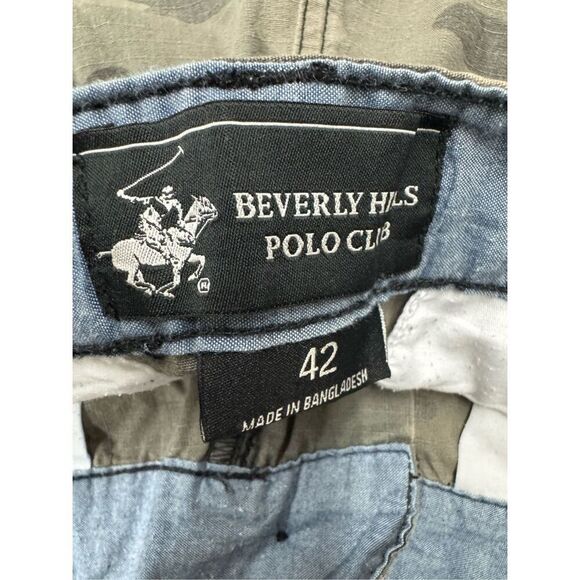 BEVERLY HILLS
POLO CLUB
®
42
MADE IN BANGLADESH